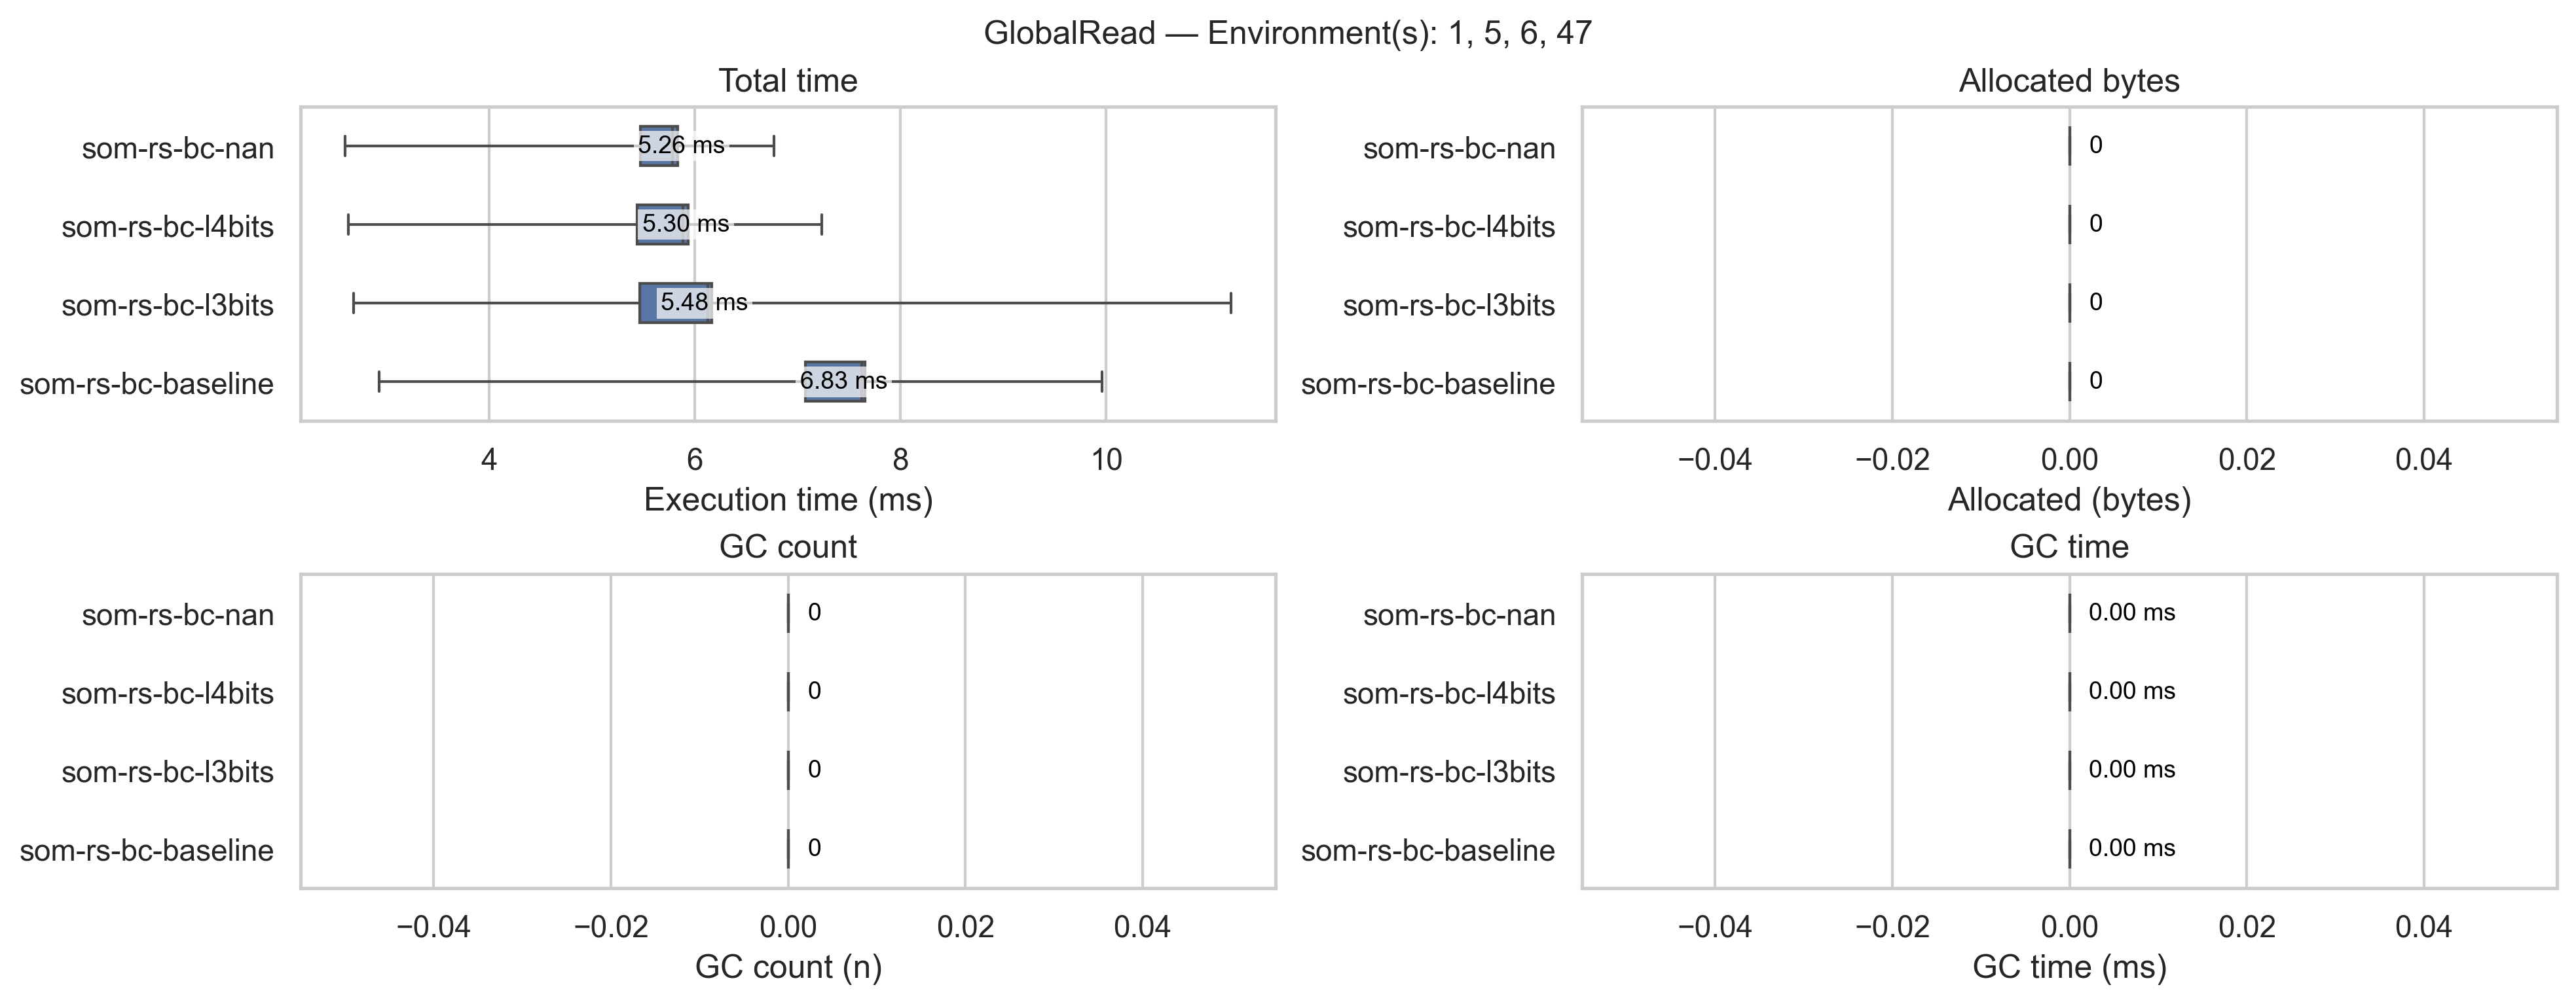 GlobalRead — Environment(s): 1, 5, 6, 47
Total time
som-rs-bc-nan
5.26 ms
som-rs-bc-l4bits
5.30 ms
som-rs-bc-l3bits
5.48 ms
som-rs-bc-baseline
6.83 ms
4 6 8 10
Execution time (ms)
Allocated bytes
som-rs-bc-nan
0
som-rs-bc-l4bits
0
som-rs-bc-l3bits
0
som-rs-bc-baseline
0
−0.04 −0.02 0.00 0.02 0.04
Allocated (bytes)
GC count
som-rs-bc-nan
0
som-rs-bc-l4bits
0
som-rs-bc-l3bits
0
som-rs-bc-baseline
0
−0.04 −0.02 0.00 0.02 0.04
GC count (n)
GC time
som-rs-bc-nan
0.00 ms
som-rs-bc-l4bits
0.00 ms
som-rs-bc-l3bits
0.00 ms
som-rs-bc-baseline
0.00 ms
−0.04 −0.02 0.00 0.02 0.04
GC time (ms)